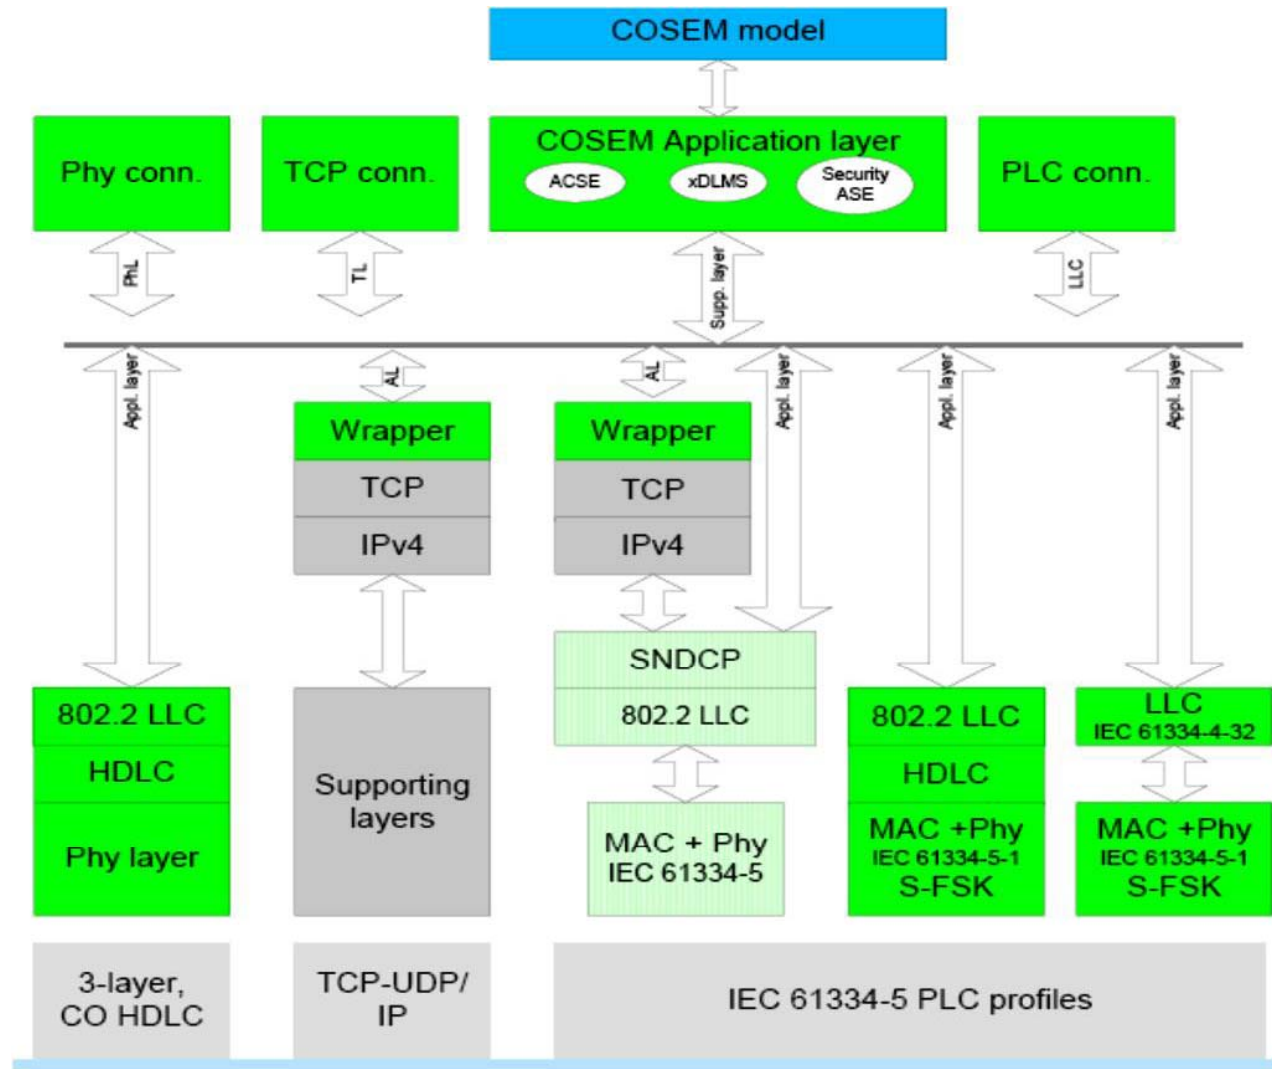 COSEM model
Phy conn.
TCP conn.
COSEM Application layer
ACSE
xDLMS
Security
ASE
PLC conn.
PhL
TL
Supp. layer
LLC
Appl. layer
AL
AL
Appl. layer
Appl. layer
Appl. layer
Wrapper
TCP
IPv4
Wrapper
TCP
IPv4
SNDCP
802.2 LLC
802.2 LLC
HDLC
Phy layer
Supporting
layers
MAC + Phy
IEC 61334-5
802.2 LLC
HDLC
MAC +Phy
IEC 61334-5-1
S-FSK
LLC
IEC 61334-4-32
MAC +Phy
IEC 61334-5-1
S-FSK
3-layer,
CO HDLC
TCP-UDP/
IP
IEC 61334-5 PLC profiles